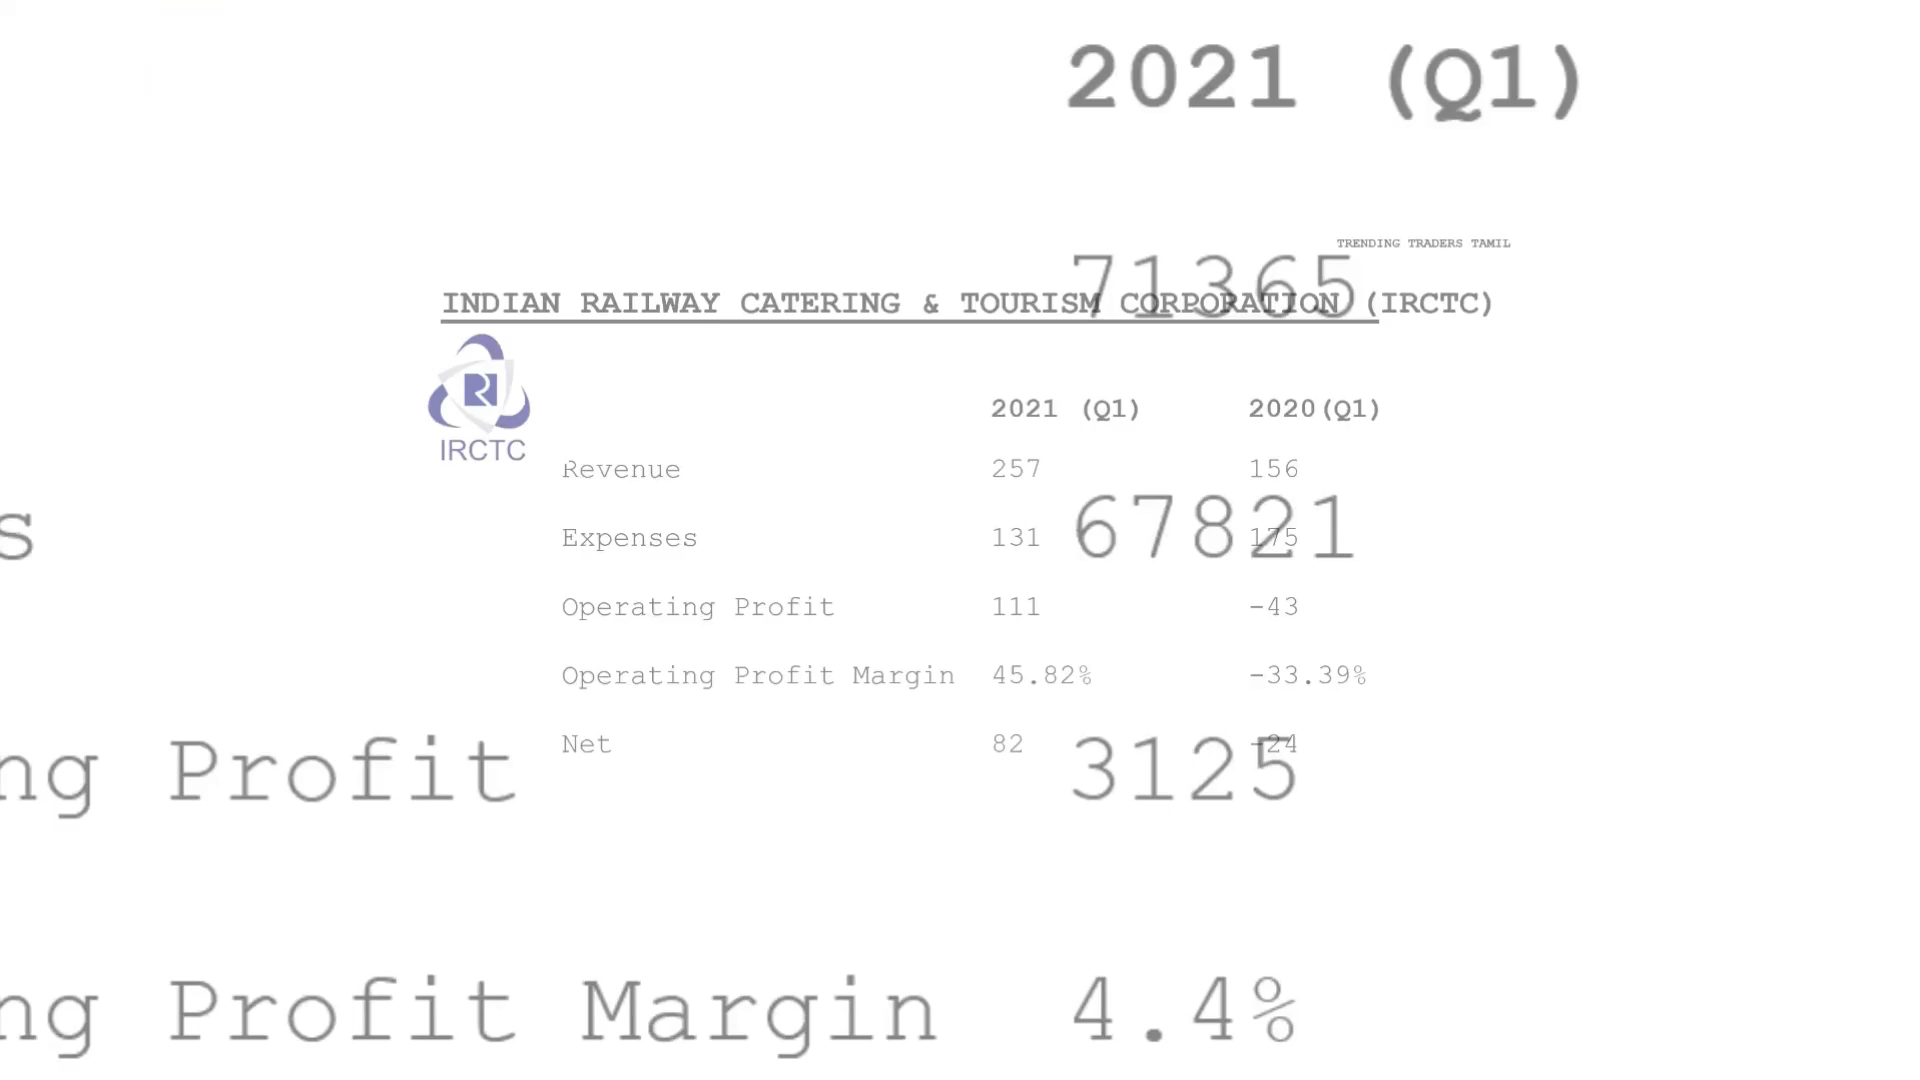 2021 (Q1)
TRENDING TRADERS TAMIL
71365
INDIAN RAILWAY CATERING & TOURISM CORPORATION (IRCTC)
IRCTC
2021 (Q1) 2020(Q1)
Revenue 257 156
s 67821
Expenses 131 175
Operating Profit 111 -43
Operating Profit Margin 45.82% -33.39%
Net 82 -24
ng Profit 3125
ng Profit Margin 4.4%